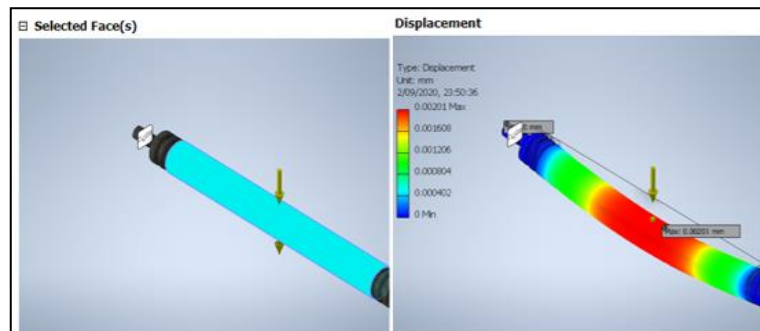 Selected Face(s)
Displacement
Type: Displacement
Unit: mm
2/09/2020, 23:50:36
0.00201 Max
0.001608
0.001206
0.000804
0.000402
0 Min
mm
Max: 0.00201 mm